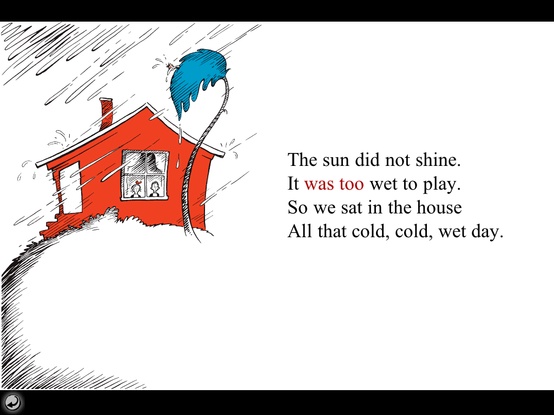 The sun did not shine.
It was too wet to play.
So we sat in the house
All that cold, cold, wet day.